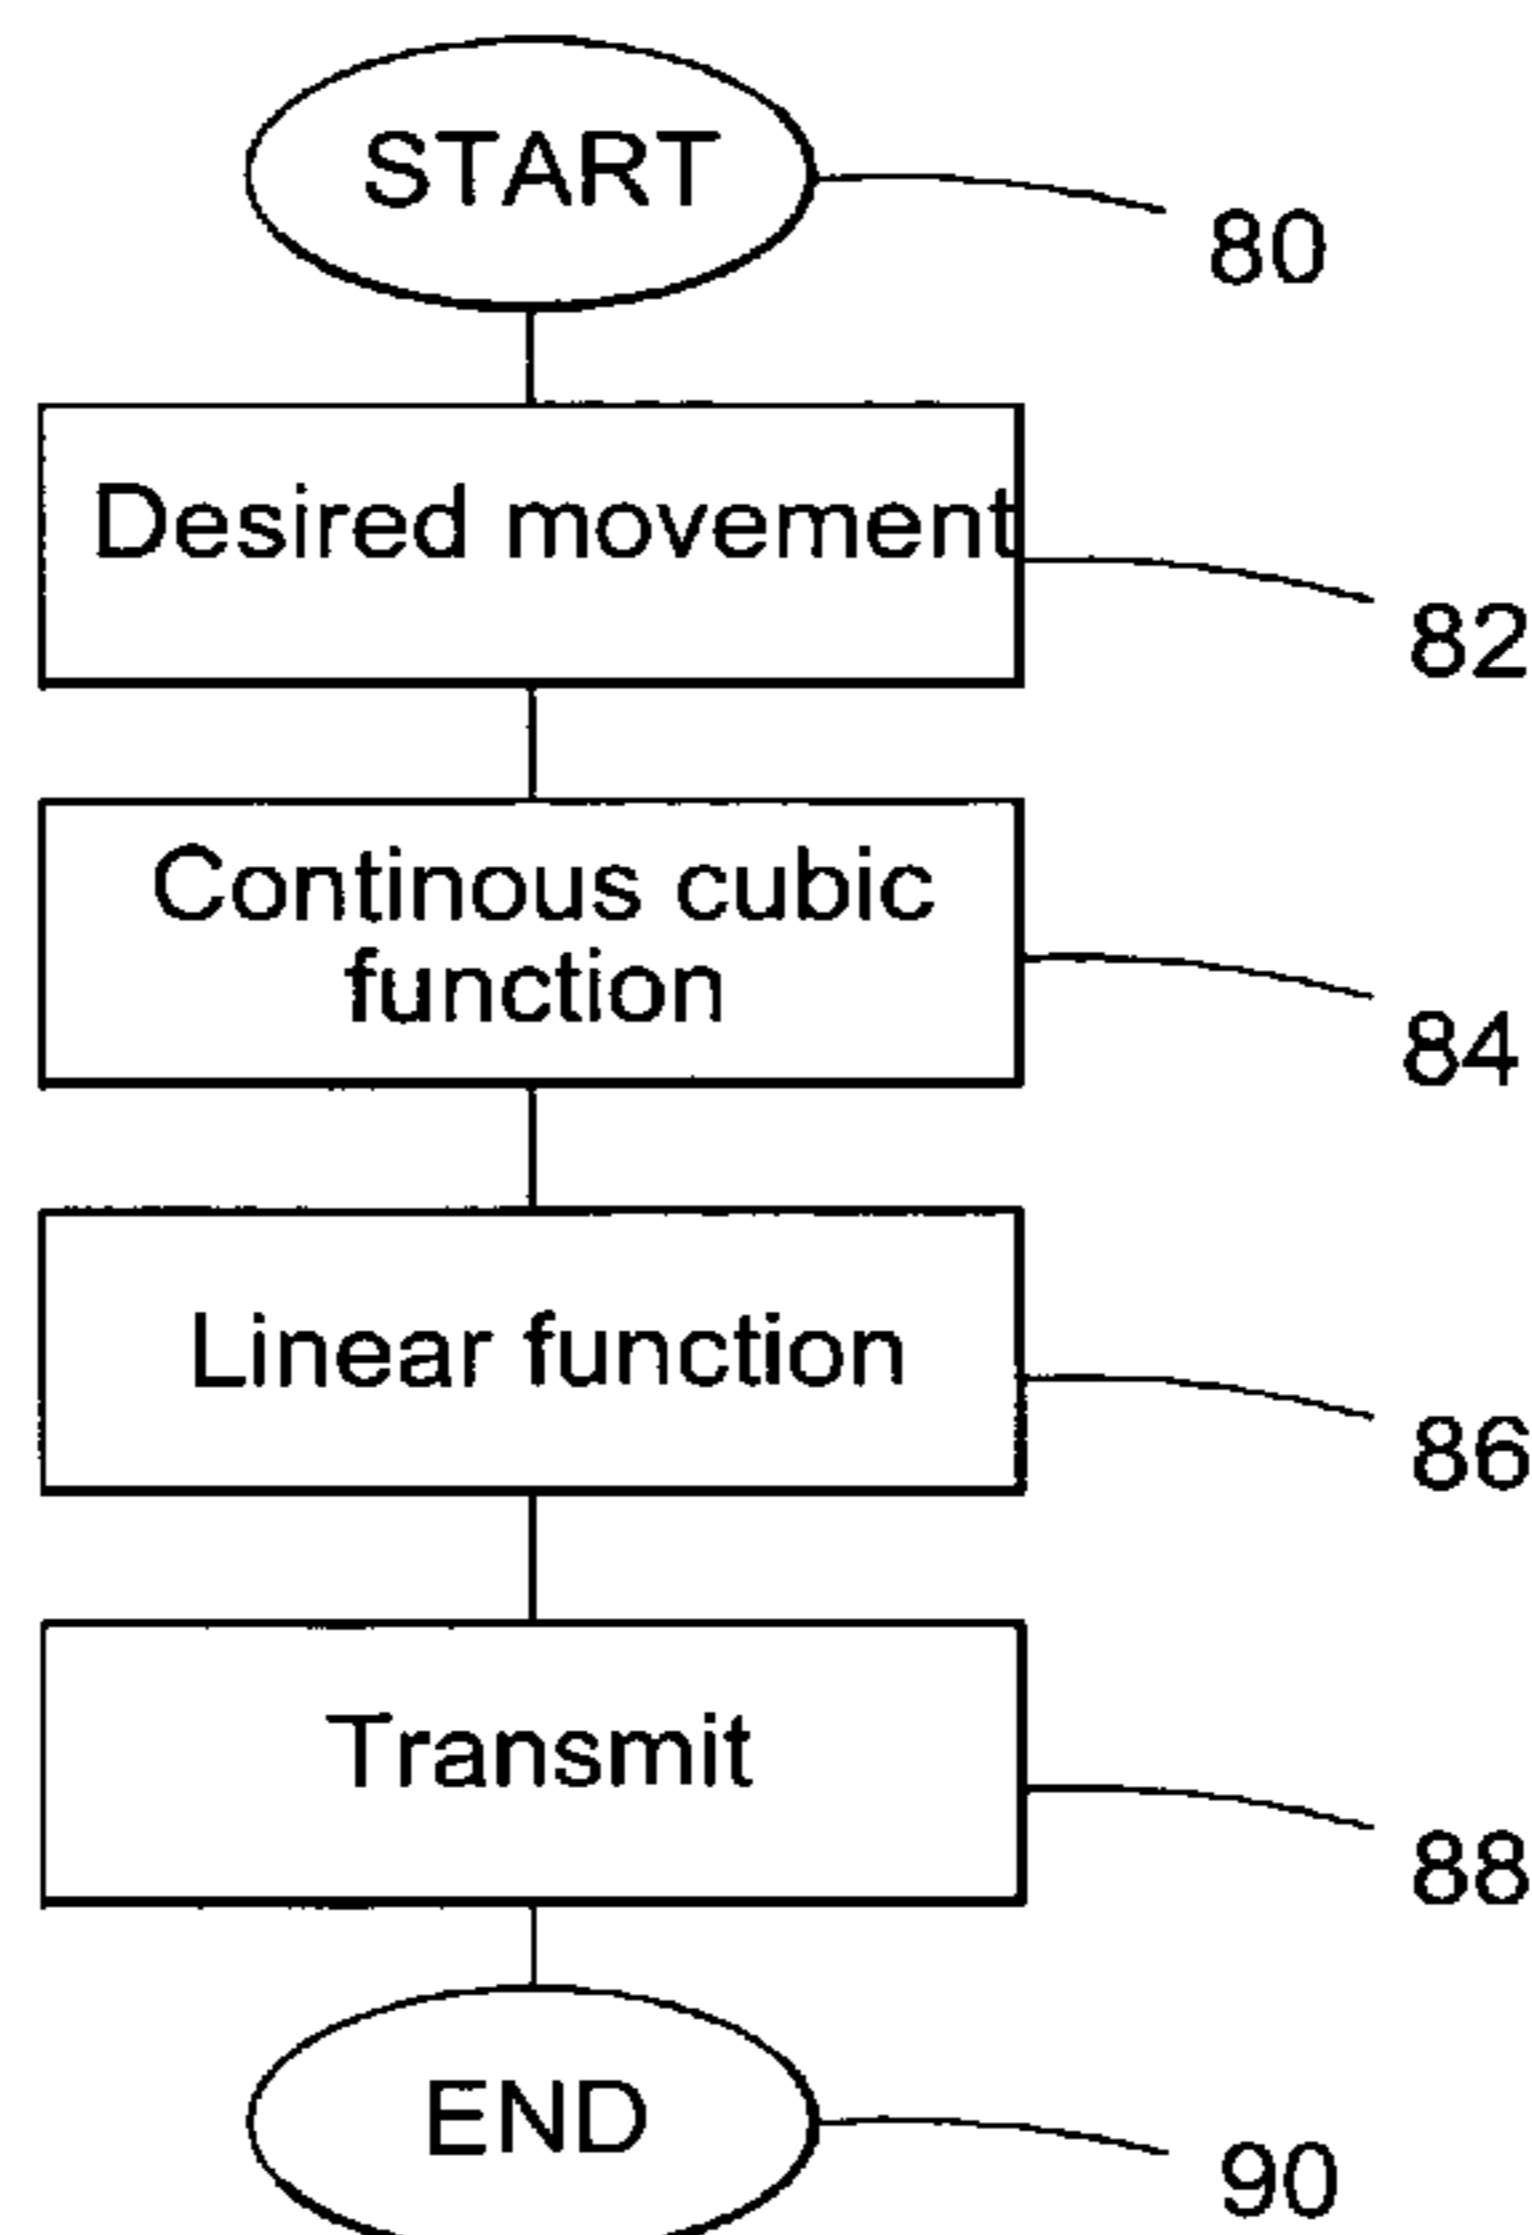 START
80
Desired movement
82
Continous cubic
function
84
Linear function
86
Transmit
88
END
90